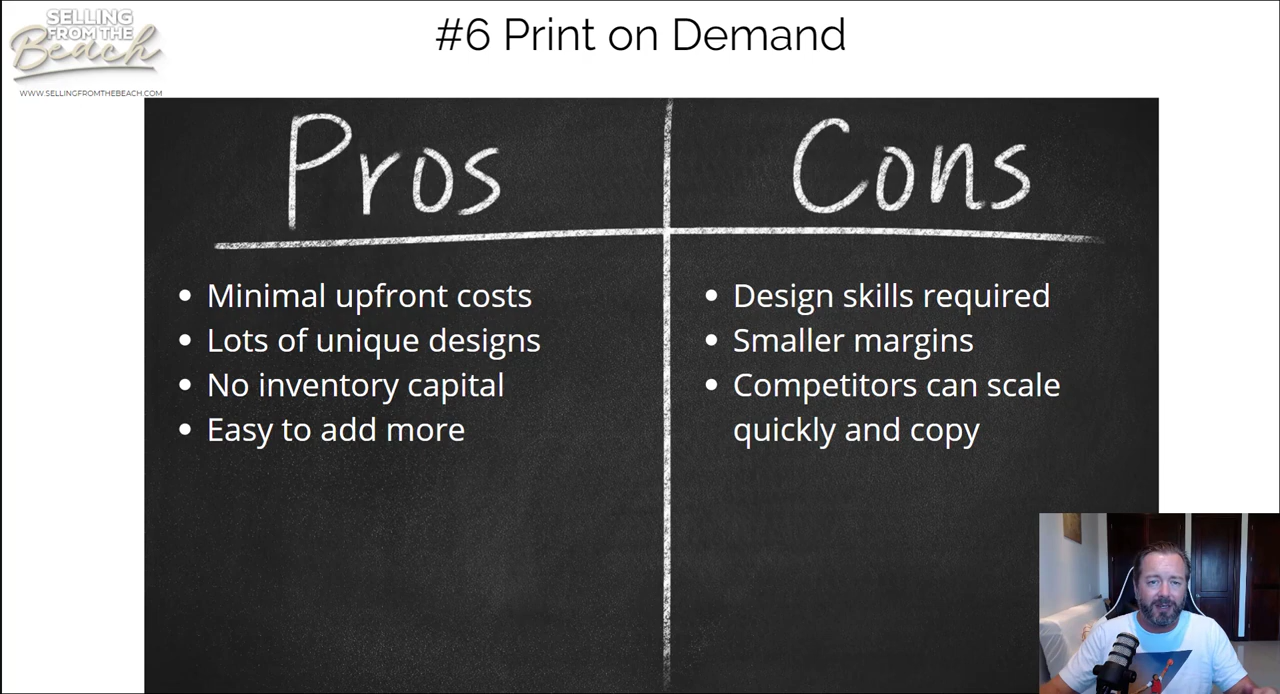 SELLING
FROM THE
Beach
WWW.SELLINGFROMTHEBEACH.COM
#6 Print on Demand
Pros
Cons
• Minimal upfront costs
• Lots of unique designs
• No inventory capital
• Easy to add more
• Design skills required
• Smaller margins
• Competitors can scale
quickly and copy